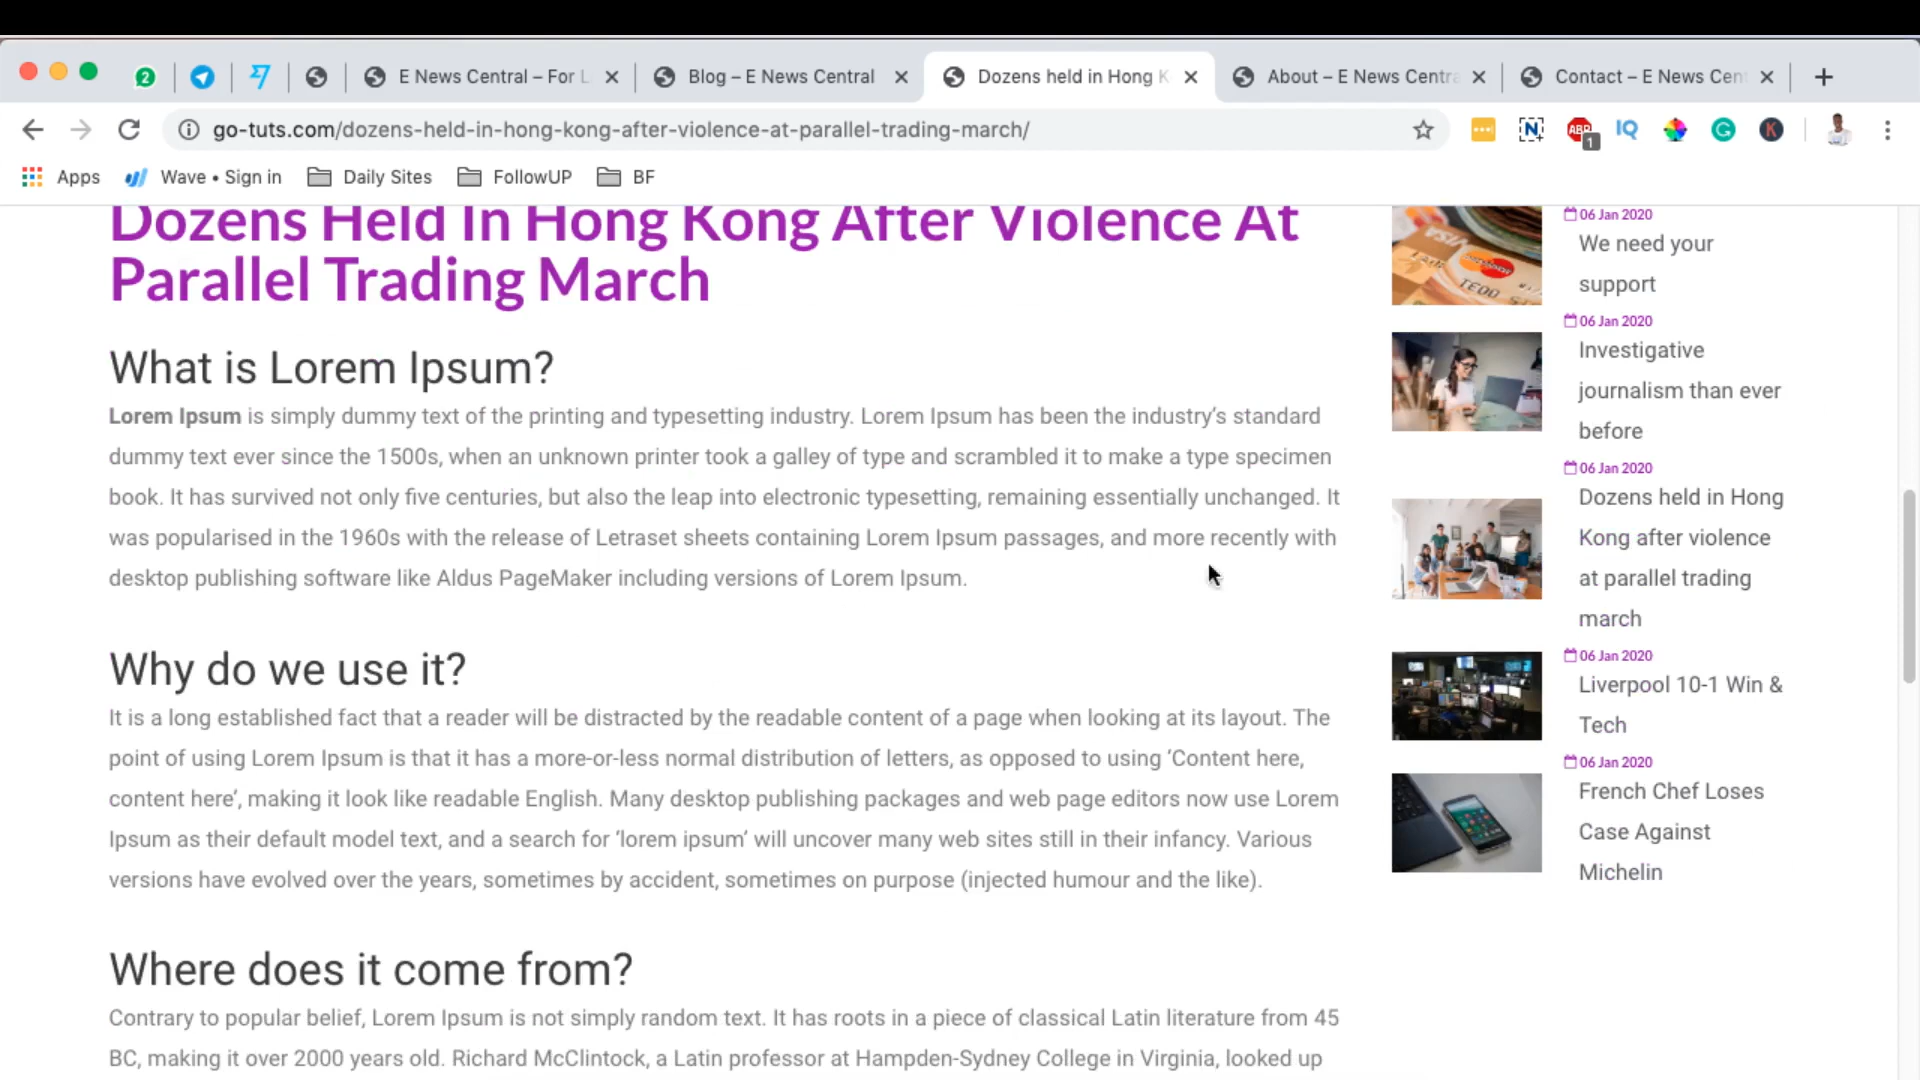 2
E News Central – For L
Blog – E News Central
Dozens held in Hong K
About – E News Centra
Contact – E News Cen
go-tuts.com/dozens-held-in-hong-kong-after-violence-at-parallel-trading-march/
ABP
1
IQ
G
K
Apps
Wave • Sign in
Daily Sites
FollowUP
BF
Dozens Held In Hong Kong After Violence At
Parallel Trading March
What is Lorem Ipsum?
Lorem Ipsum is simply dummy text of the printing and typesetting industry. Lorem Ipsum has been the industry’s standard
dummy text ever since the 1500s, when an unknown printer took a galley of type and scrambled it to make a type specimen
book. It has survived not only five centuries, but also the leap into electronic typesetting, remaining essentially unchanged. It
was popularised in the 1960s with the release of Letraset sheets containing Lorem Ipsum passages, and more recently with
desktop publishing software like Aldus PageMaker including versions of Lorem Ipsum.
Why do we use it?
It is a long established fact that a reader will be distracted by the readable content of a page when looking at its layout. The
point of using Lorem Ipsum is that it has a more-or-less normal distribution of letters, as opposed to using ‘Content here,
content here’, making it look like readable English. Many desktop publishing packages and web page editors now use Lorem
Ipsum as their default model text, and a search for ‘lorem ipsum’ will uncover many web sites still in their infancy. Various
versions have evolved over the years, sometimes by accident, sometimes on purpose (injected humour and the like).
Where does it come from?
Contrary to popular belief, Lorem Ipsum is not simply random text. It has roots in a piece of classical Latin literature from 45
BC, making it over 2000 years old. Richard McClintock, a Latin professor at Hampden-Sydney College in Virginia, looked up
VISA
MasterCard
TEDD
06 Jan 2020
We need your
support
06 Jan 2020
Investigative
journalism than ever
before
06 Jan 2020
Dozens held in Hong
Kong after violence
at parallel trading
march
06 Jan 2020
Liverpool 10-1 Win &
Tech
06 Jan 2020
French Chef Loses
Case Against
Michelin